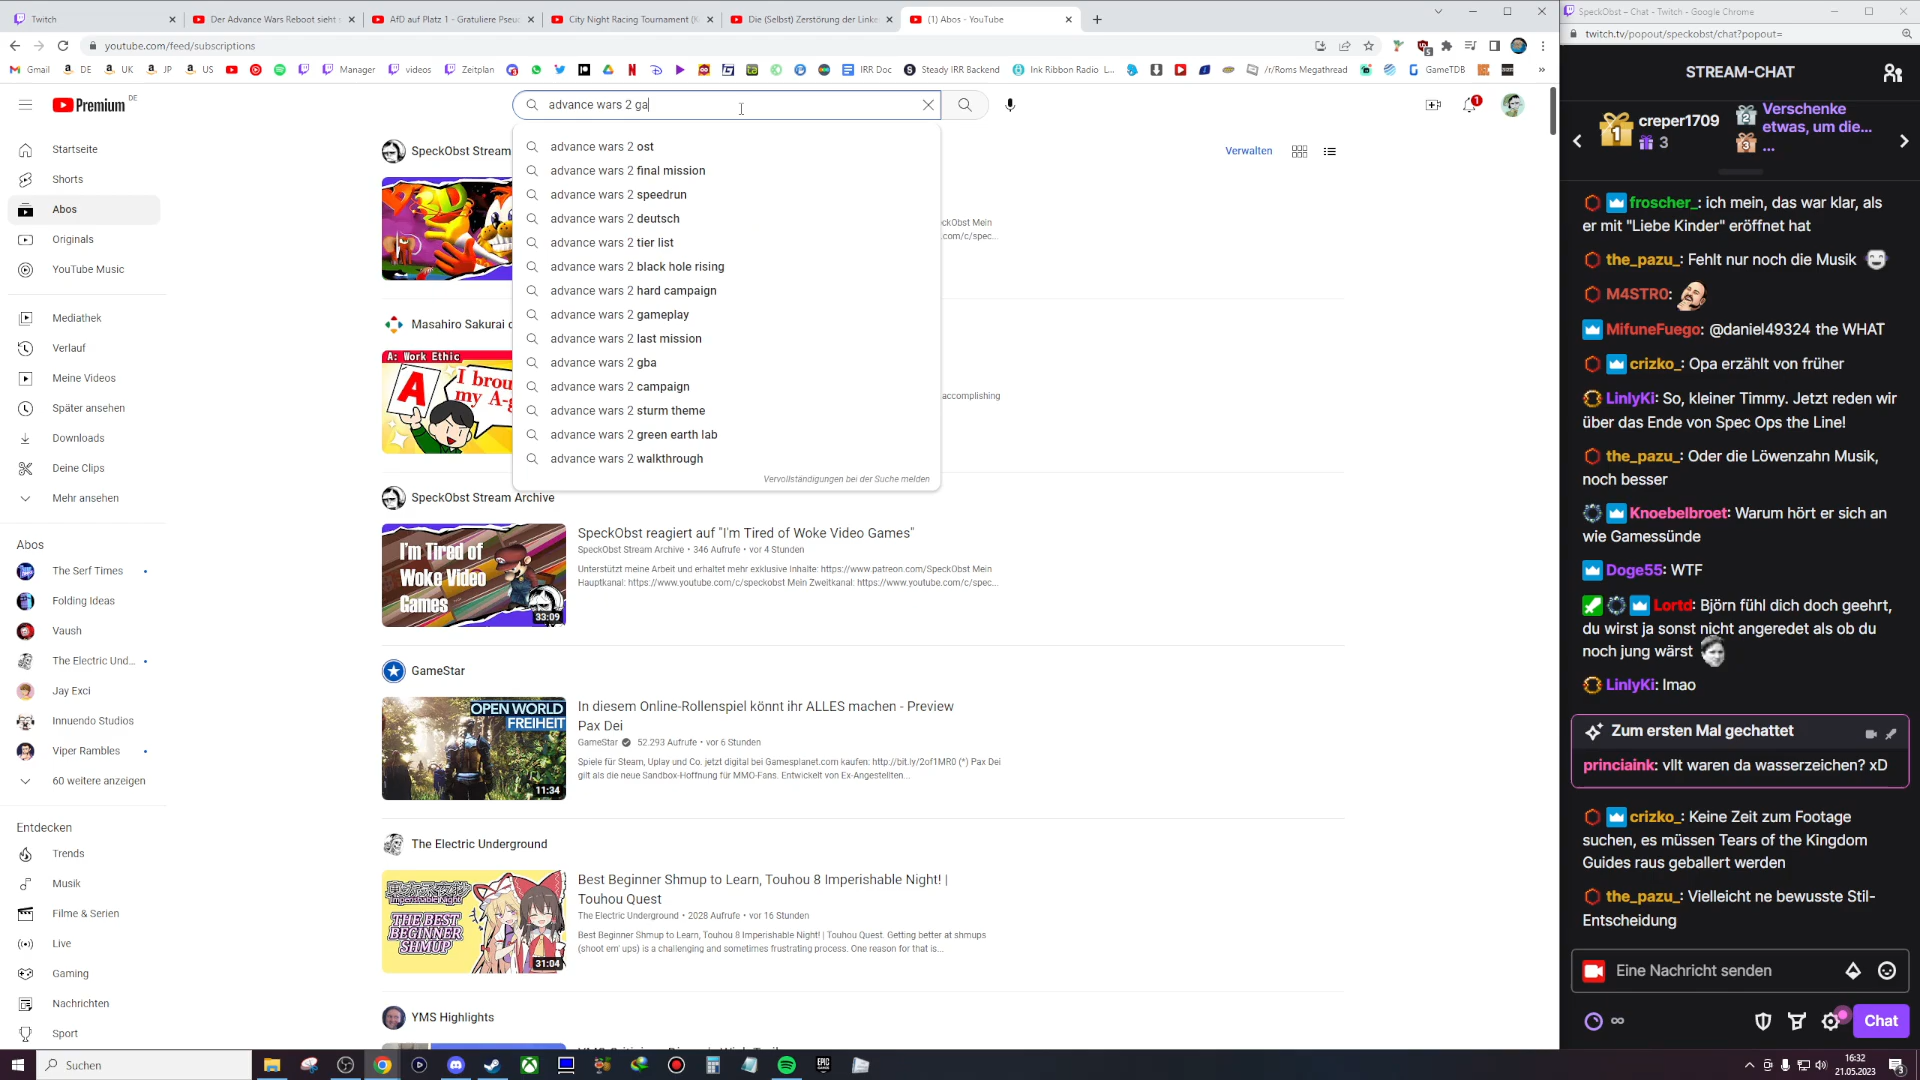 Twitch
Der Advance Wars Reboot sieht
AfD auf Platz 1 - Gratuliere Pseu
City Night Racing Tournament (K
Die (Selbst) Zerstörung der Linke
(1) Abos - YouTube
SpeckObst – Chat - Twitch - Google Chrome
youtube.com/feed/subscriptions
twitch.tv/popout/speckobst/chat?popout=
Gmail
DE
UK
JP
US
Manager
videos
Zeitplan
IRR Doc
Steady IRR Backend
Ink Ribbon Radio L...
/r/Roms Megathread
GameTDB
Premium DE
advance wars 2 ga
1
Startseite
Shorts
Abos
Originals
YouTube Music
Mediathek
Verlauf
Meine Videos
Später ansehen
Downloads
Deine Clips
Mehr ansehen
Abos
The Serf Times
Folding Ideas
Vaush
The Electric Und...
Jay Exci
Innuendo Studios
Viper Rambles
60 weitere anzeigen
Entdecken
Trends
Musik
Filme & Serien
Live
Gaming
Nachrichten
Sport
advance wars 2 ost
advance wars 2 final mission
advance wars 2 speedrun
advance wars 2 deutsch
advance wars 2 tier list
advance wars 2 black hole rising
advance wars 2 hard campaign
advance wars 2 gameplay
advance wars 2 last mission
advance wars 2 gba
advance wars 2 campaign
advance wars 2 sturm theme
advance wars 2 green earth lab
advance wars 2 walkthrough
Vervollständigungen bei der Suche melden
SpeckObst Stream
Verwalten
ckObst Mein
com/c/spec...
Masahiro Sakurai o
A: Work Ethic
A
I brou
my A-g
accomplishing
SpeckObst Stream Archive
I'm Tired of
Woke Video
Games
33:09
SpeckObst reagiert auf "I'm Tired of Woke Video Games"
SpeckObst Stream Archive • 346 Aufrufe • vor 4 Stunden
Unterstützt meine Arbeit und erhaltet mehr exklusive Inhalte: https://www.patreon.com/SpeckObst Mein
Hauptkanal: https://www.youtube.com/c/speckobst Mein Zweitkanal: https://www.youtube.com/c/spec...
GameStar
OPEN WORLD
FREIHEIT
11:34
In diesem Online-Rollenspiel könnt ihr ALLES machen - Preview
Pax Dei
GameStar 52.293 Aufrufe • vor 6 Stunden
Spiele für Steam, Uplay und Co. jetzt digital bei Gamesplanet.com kaufen: http://bit.ly/2of1MR0 (*) Pax Dei
gilt als die neue Sandbox-Hoffnung für MMO-Fans. Entwickelt von Ex-Angestellten...
The Electric Underground
THE BEST
BEGINNER
SHMUP
31:04
Best Beginner Shmup to Learn, Touhou 8 Imperishable Night! |
Touhou Quest
The Electric Underground • 2028 Aufrufe • vor 16 Stunden
Best Beginner Shmup to Learn, Touhou 8 Imperishable Night! | Touhou Quest. Getting better at shmups
(shoot em' ups) is a challenging and sometimes frustrating process. One reason for that is...
YMS Highlights
STREAM-CHAT
1
creper1709
3
2
3
Verschenke
etwas, um die...
...
froscher_: ich mein, das war klar, als
er mit "Liebe Kinder" eröffnet hat
the_pazu_: Fehlt nur noch die Musik
M4STR0:
MifuneFuego: @daniel49324 the WHAT
crizko_: Opa erzählt von früher
LinlyKi: So, kleiner Timmy. Jetzt reden wir
über das Ende von Spec Ops the Line!
the_pazu_: Oder die Löwenzahn Musik,
noch besser
Knoebelbroet: Warum hört er sich an
wie Gamessünde
Doge55: WTF
Lortd: Björn fühl dich doch geehrt,
du wirst ja sonst nicht angeredet als ob du
noch jung wärst
LinlyKi: lmao
Zum ersten Mal gechattet
princiaink: vllt waren da wasserzeichen? xD
crizko_: Keine Zeit zum Footage
suchen, es müssen Tears of the Kingdom
Guides raus geballert werden
the_pazu_: Vielleicht ne bewusste Stil-
Entscheidung
Eine Nachricht senden
∞
Chat
Suchen
16:32
21.05.2023
3